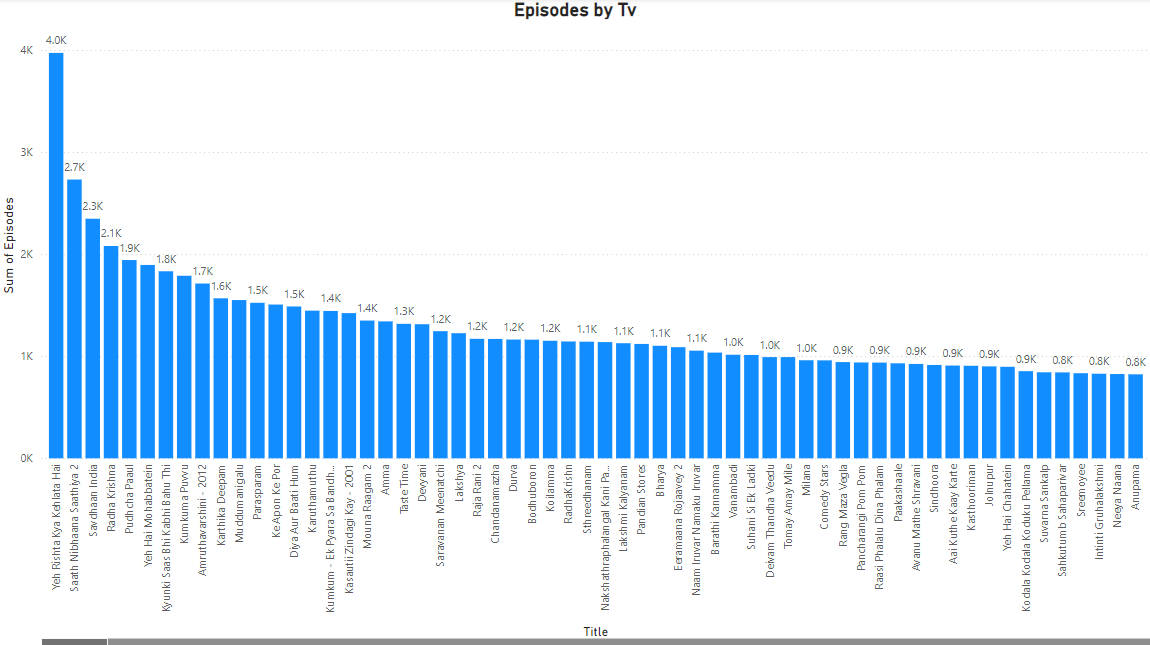 Episodes by Tv
Sum of Episodes
4K
3K
2K
1K
0K
4.0K
2.7K
2.3K
2.1K
1.9K
1.8K
1.7K
1.6K
1.5K
1.5K
1.4K
1.4K
1.3K
1.2K
1.2K
1.2K
1.2K
1.1K
1.1K
1.1K
1.1K
1.0K
1.0K
1.0K
0.9K
0.9K
0.9K
0.9K
0.9K
0.9K
0.8K
0.8K
0.8K
Yeh Rishta Kya Kehlata Hai
Saath Nibhaana Saathiya 2
Savdhaan India
Radha Krishna
Pudhcha Paaul
Yeh Hai Mohabbatein
Kyunki Saas Bhi Kabhi Bahu Thi
Kumkuma Puvvu
Amruthavarshini - 2012
Karthika Deepam
Muddumanigalu
Parasparam
Ke Apon Ke Por
Diya Aur Baati Hum
Karuthamuthu
Kumkum - Ek Pyara Sa Bandh...
Kasautii Zindagi Kay - 2001
Mouna Raagam 2
Amma
Taste Time
Devyani
Saravanan Meenatchi
Lakshya
Raja Rani 2
Chandanamazha
Durva
Bodhuboron
Koilamma
RadhaKrishn
Sthreedhanam
Nakshathraphalangal Kani Pa...
Lakshmi Kalyanam
Pandian Stores
Bharya
Eeramaana Rojaavey 2
Naam Iruvar Namaku Iruvar
Barathi Kannamma
Vanambadi
Suhani Si Ek Ladki
Deivam Thandha Veedu
Tomay Amay Mile
Milana
Comedy Stars
Rang Maza Vegla
Pancharangi Pom Pom
Raasi Phalalu Dina Phalam
Paakashaale
Avanu Mathe Shravani
Sindhoora
Aai Kuthe Kaay Karte
Kasthooriman
Jolnupur
Yeh Hai Chahatein
Kodala Kodala Koduku Pellama
Suvarna Sankalp
Sahkutumb Sahaparivar
Sreemoyee
Intinti Gruhalakshmi
Neeya Naana
Anupama
Title